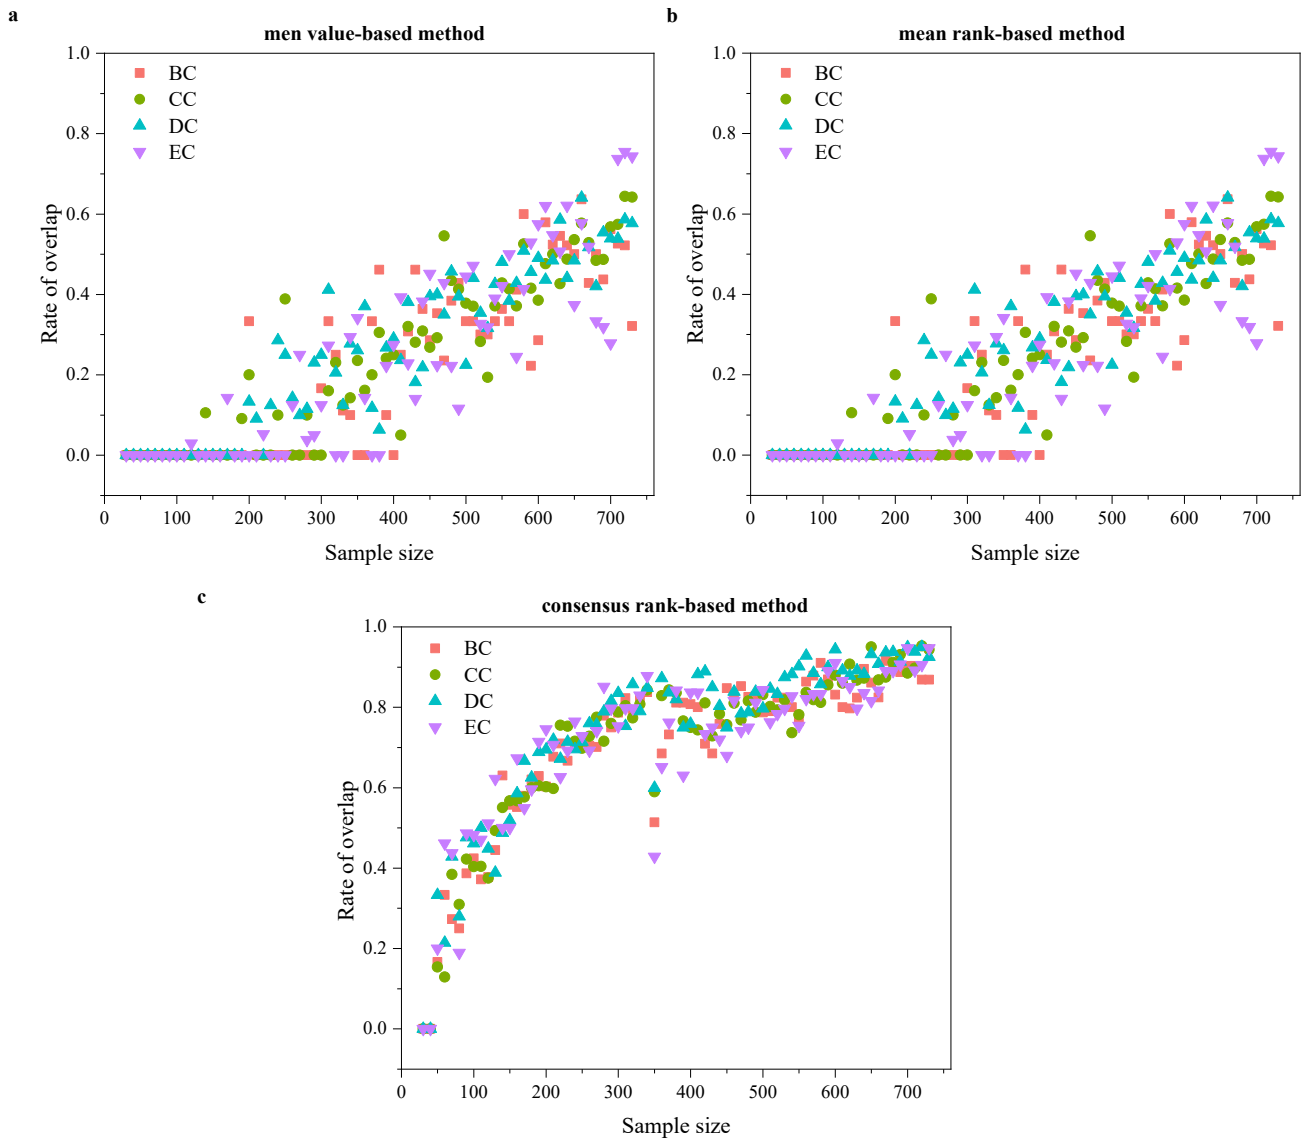 a
men value-based method
BC
CC
DC
EC
1.0
0.8
0.6
0.4
0.2
0.0
Rate of overlap
0 100 200 300 400 500 600 700
Sample size
b
mean rank-based method
BC
CC
DC
EC
1.0
0.8
0.6
0.4
0.2
0.0
Rate of overlap
0 100 200 300 400 500 600 700
Sample size
c
consensus rank-based method
BC
CC
DC
EC
1.0
0.8
0.6
0.4
0.2
0.0
Rate of overlap
0 100 200 300 400 500 600 700
Sample size